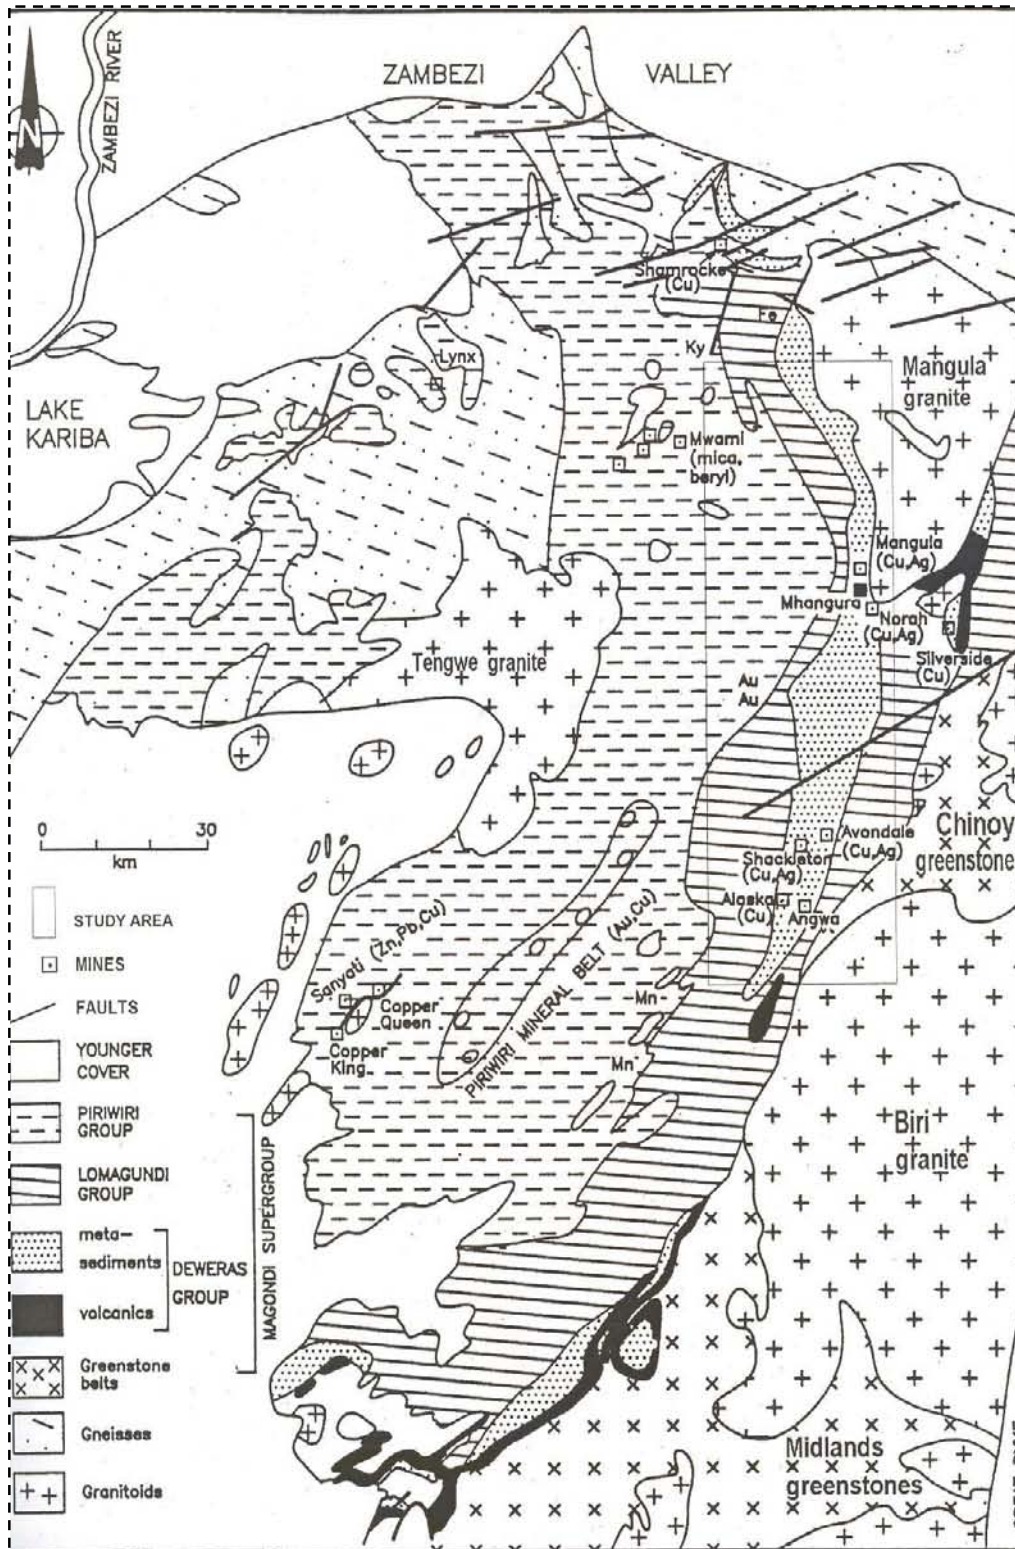 ZAMBEZI VALLEY
ZAMBEZI RIVER
N
Shamrocke
(Cu)
Fe
Ky
Lynx
Mangula
granite
LAKE
KARIBA
Mwami
(mica,
beryl)
Mangula
(Cu,Ag)
Mhangura
Norah
(Cu,Ag)
Silverside
(Cu)
Tengwe granite
Au
Au
0 30
km
Chinoy
greenstone
Avondale
(Cu,Ag)
Shackleton
(Cu,Ag)
Alaska
(Cu)
Angwa
PIRIWIRI MINERAL BELT (Au,Cu)
Sanyati (Zn,Pb,Cu)
Copper
Queen
Copper
King
Mn
Mn
Biri
granite
Midlands
greenstones
STUDY AREA
MINES
FAULTS
YOUNGER
COVER
PIRIWIRI
GROUP
LOMAGUNDI
GROUP
meta-
sediments
volcanics
DEWERAS
GROUP
MAGONDI SUPERGROUP
Greenstone
belts
Gneisses
Granitoids